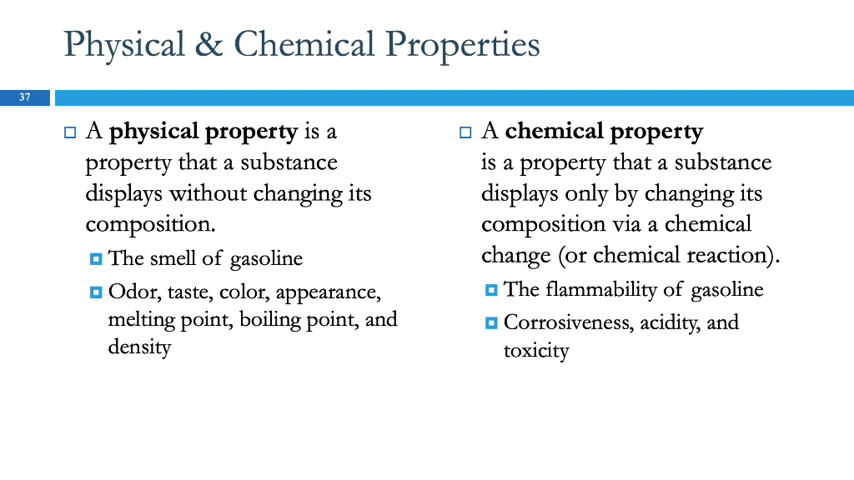 Physical & Chemical Properties
37
A physical property is a
property that a substance
displays without changing its
composition.
The smell of gasoline
Odor, taste, color, appearance,
melting point, boiling point, and
density
A chemical property
is a property that a substance
displays only by changing its
composition via a chemical
change (or chemical reaction).
The flammability of gasoline
Corrosiveness, acidity, and
toxicity